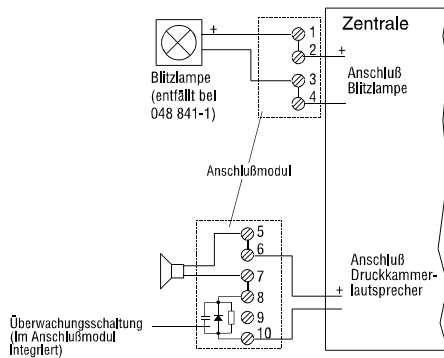 Zentrale
+
1
2
+
3
4
Anschluß
Blitzlampe
Blitzlampe
(entfällt bei
048 841-1)
Anschlußmodul
5
6
7
8
9
10
Anschluß
Druckkammer-
lautsprecher
+
Überwachungsschaltung
(Im Anschlußmodul
Integriert)